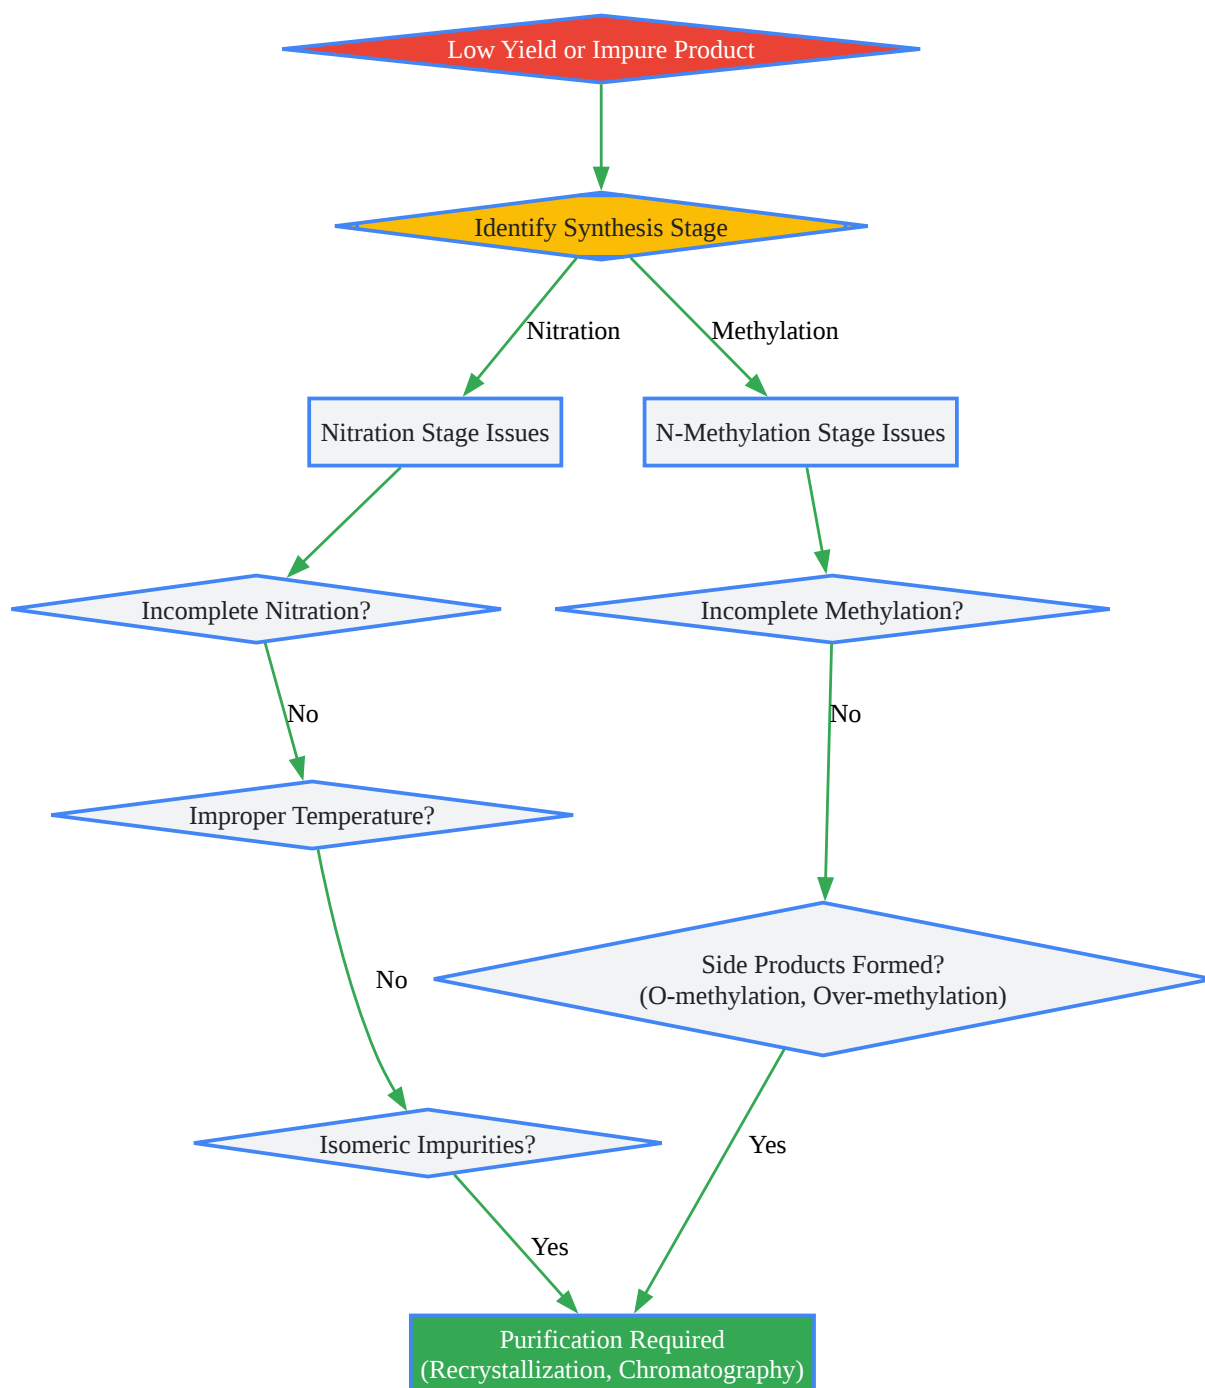 Low Yield or Impure Product
Identify Synthesis Stage
Nitration
Methylation
Nitration Stage Issues
N-Methylation Stage Issues
Incomplete Nitration?
Incomplete Methylation?
No
No
Improper Temperature?
Side Products Formed?
(O-methylation, Over-methylation)
No
Isomeric Impurities?
Yes
Yes
Purification Required
(Recrystallization, Chromatography)